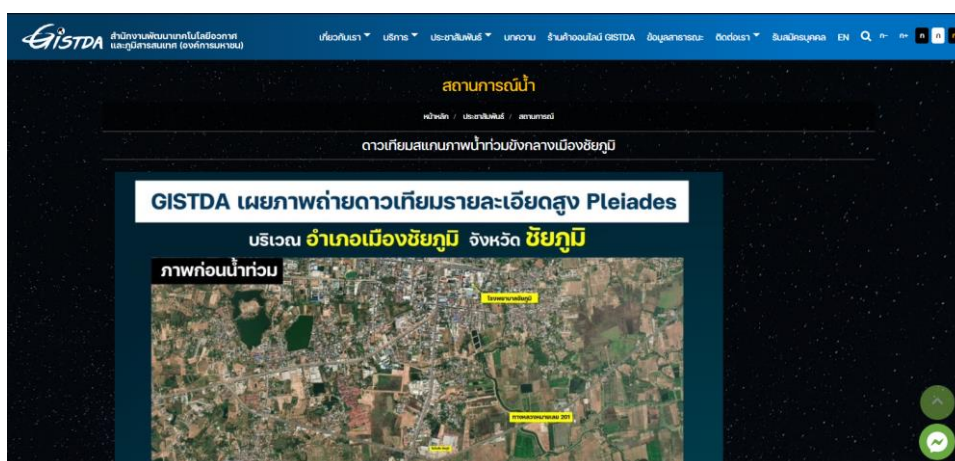 GISTDA
สำนักงานพัฒนาเทคโนโลยีอวกาศ
และภูมิสารสนเทศ (องค์การมหาชน)
เกี่ยวกับเรา บริการ ประชาสัมพันธ์ บทความ ร้านค้าออนไลน์ GISTDA ข้อมูลสาธารณะ ติดต่อเรา รับสมัครบุคคล EN ก- ก+ ก ก ก
สถานการณ์น้ำ
หน้าหลัก / ประชาสัมพันธ์ / สถานการณ์
ดาวเทียมสแกนภาพน้ำท่วมขังกลางเมืองชัยภูมิ
GISTDA เผยภาพถ่ายดาวเทียมรายละเอียดสูง Pleiades
บริเวณ อำเภอเมืองชัยภูมิ จังหวัด ชัยภูมิ
ภาพก่อนน้ำท่วม
โรงพยาบาลชัยภูมิ
ทางหลวงหมายเลข 201